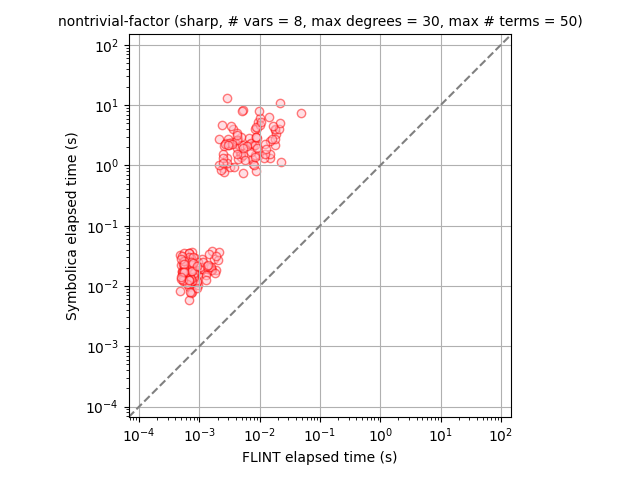 nontrivial-factor (sharp, # vars = 8, max degrees = 30, max # terms = 50)
10²
10¹
10⁰
10⁻¹
10⁻²
10⁻³
10⁻⁴
Symbolica elapsed time (s)
10⁻⁴ 10⁻³ 10⁻² 10⁻¹ 10⁰ 10¹ 10²
FLINT elapsed time (s)